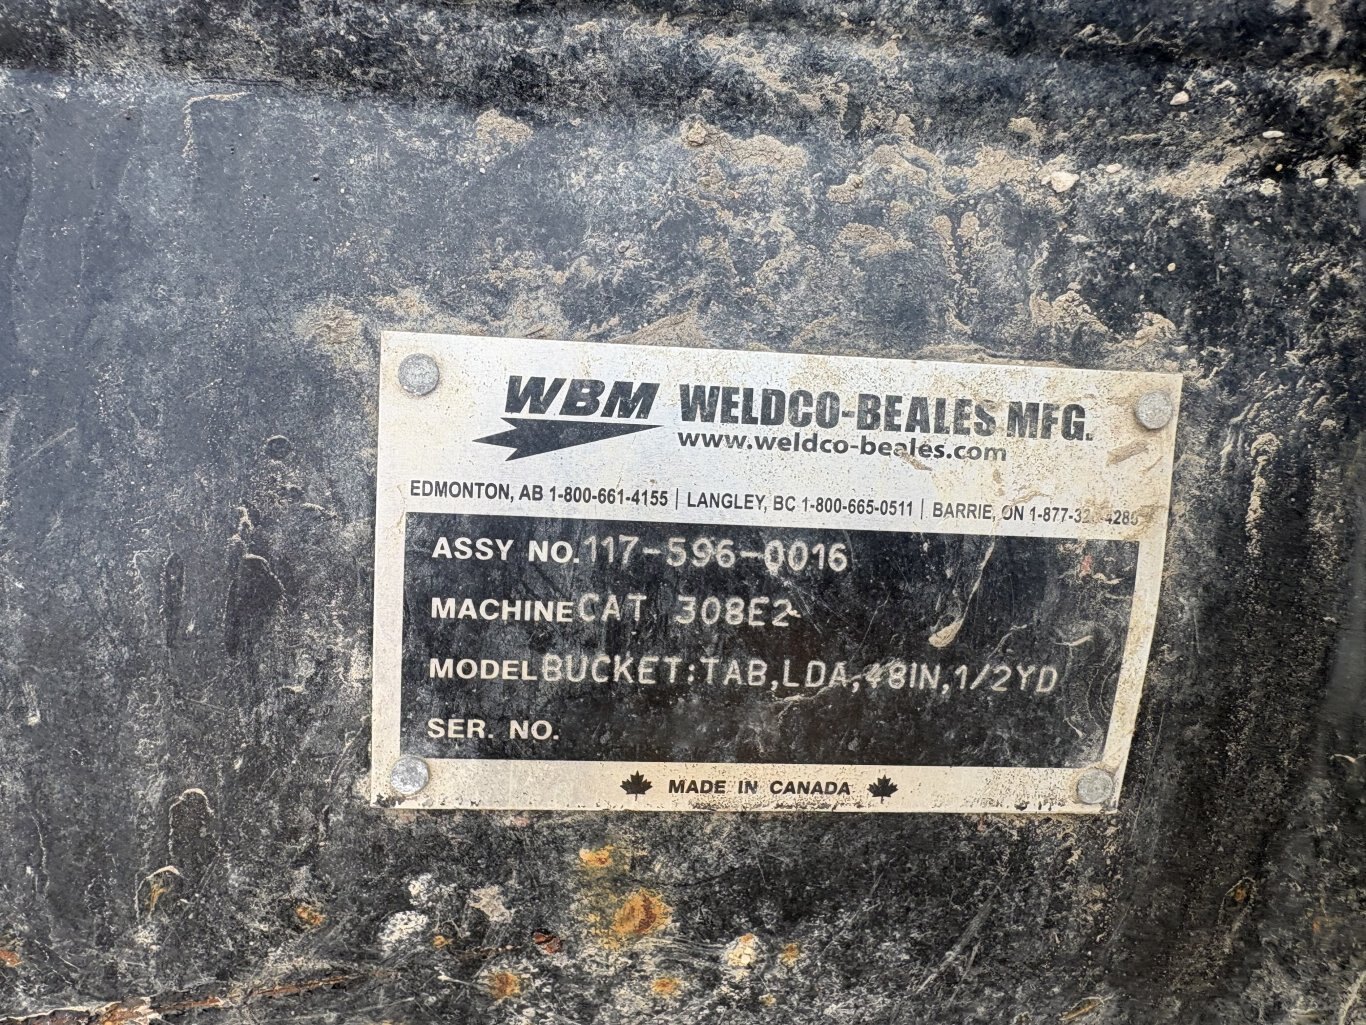 WBM WELDCO-BEALES MFG.
www.weldco-beales.com
EDMONTON, AB 1-800-661-4155 | LANGLEY, BC 1-800-665-0511 | BARRIE, ON
ASSY NO. 117-596-0016
MACHINE CAT 308E2
MODEL BUCKET:TAB,LDA,48IN,1/2YD
SER. NO.
MADE IN CANADA